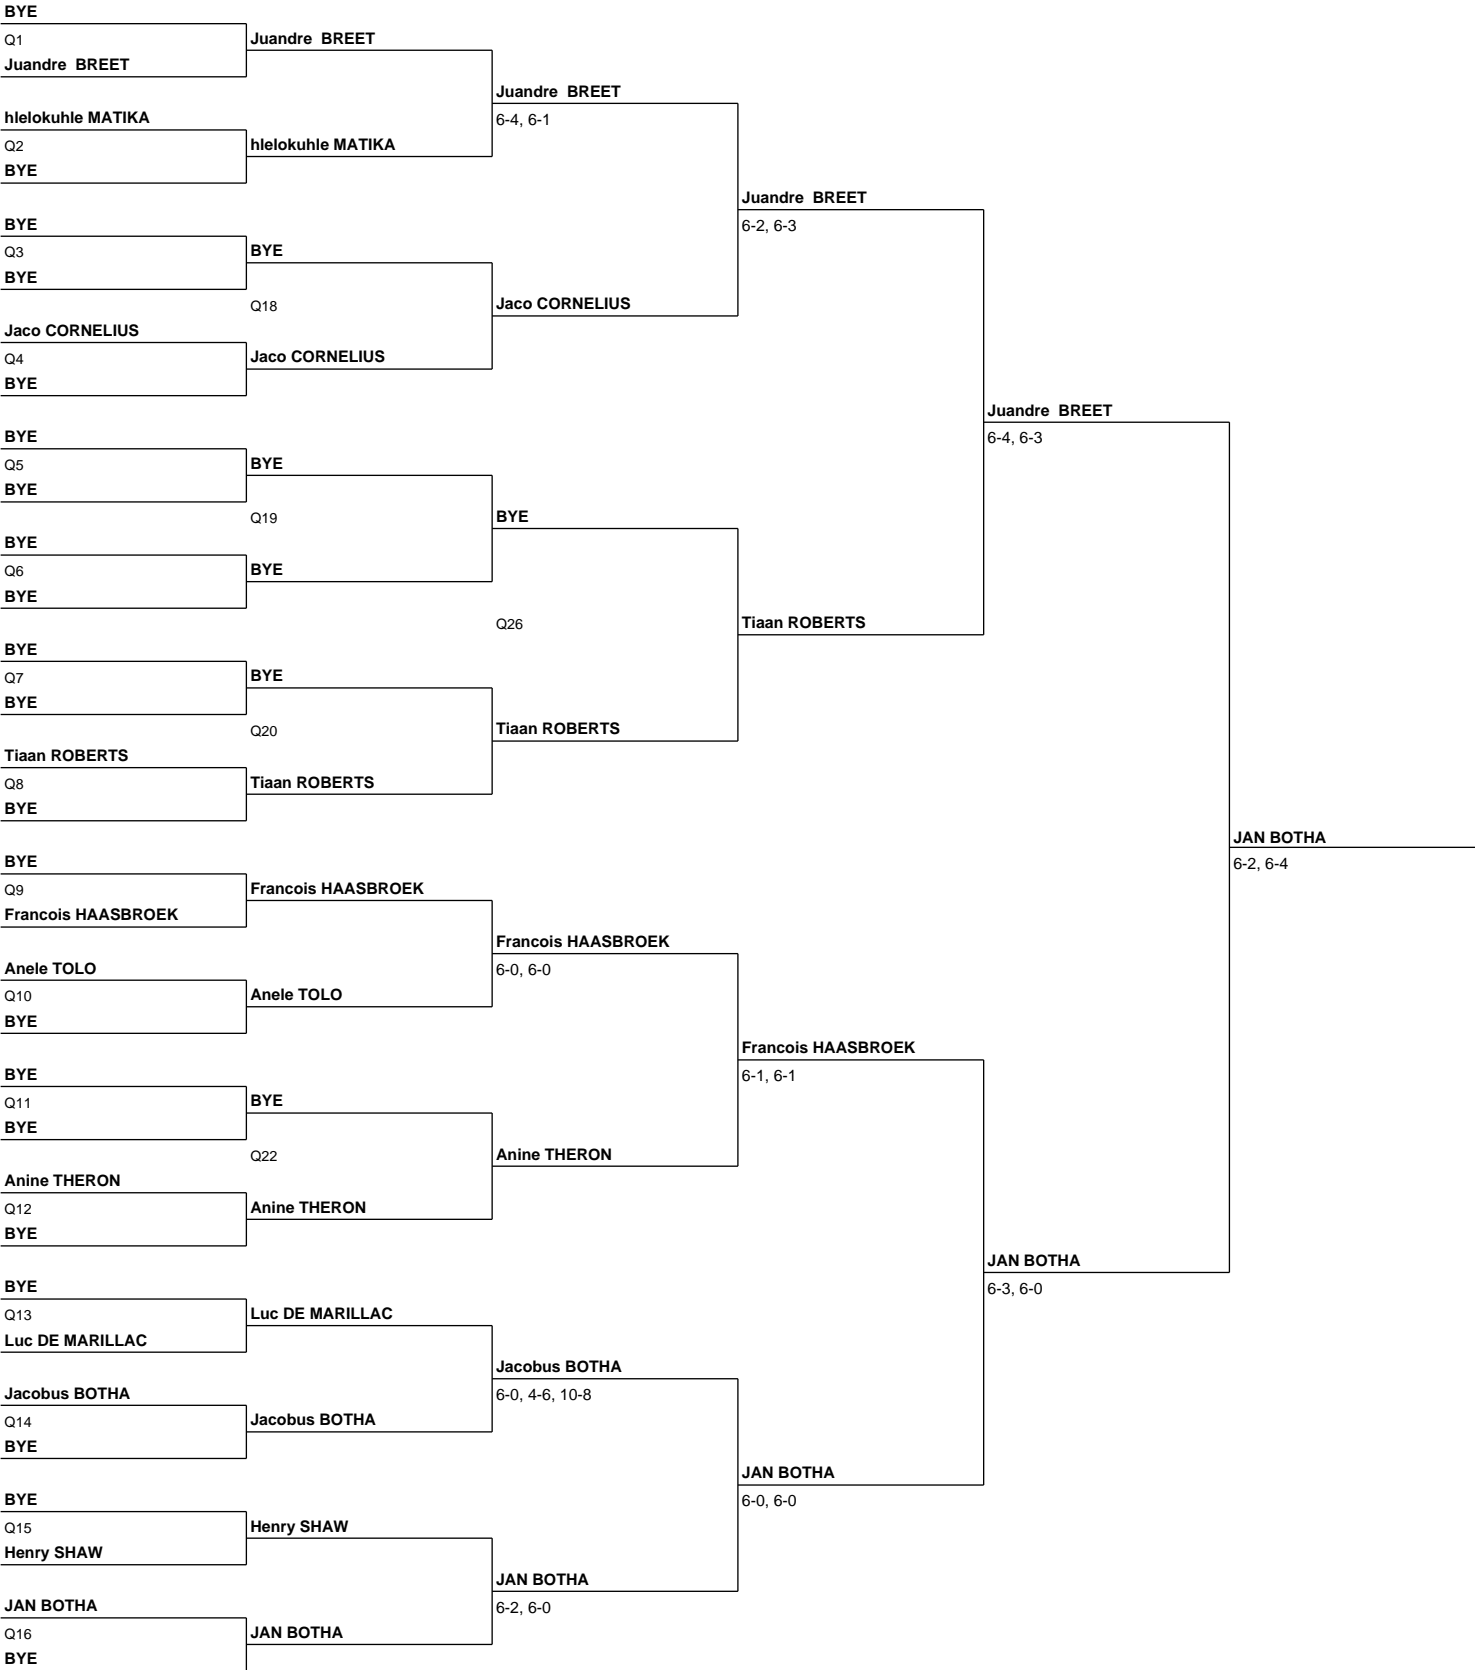 BYE
Q1
Juandre  BREET
hlelokuhle MATIKA
Q2
BYE
BYE
Q3
BYE
Jaco CORNELIUS
Q4
BYE
BYE
Q5
BYE
BYE
Q6
BYE
BYE
Q7
BYE
Tiaan ROBERTS
Q8
BYE
BYE
Q9
Francois HAASBROEK
Anele TOLO
Q10
BYE
BYE
Q11
BYE
Anine THERON
Q12
BYE
BYE
Q13
Luc DE MARILLAC
Jacobus BOTHA
Q14
BYE
BYE
Q15
Henry SHAW
JAN BOTHA
Q16
BYE
Juandre  BREET
hlelokuhle MATIKA
BYE
Q18
Jaco CORNELIUS
BYE
Q19
BYE
BYE
Q20
Tiaan ROBERTS
Francois HAASBROEK
Anele TOLO
BYE
Q22
Anine THERON
Luc DE MARILLAC
Jacobus BOTHA
Henry SHAW
JAN BOTHA
Juandre  BREET
6-4, 6-1
Jaco CORNELIUS
BYE
Q26
Tiaan ROBERTS
Francois HAASBROEK
6-0, 6-0
Anine THERON
Jacobus BOTHA
6-0, 4-6, 10-8
JAN BOTHA
6-2, 6-0
Juandre  BREET
6-2, 6-3
Tiaan ROBERTS
Francois HAASBROEK
6-1, 6-1
JAN BOTHA
6-0, 6-0
Juandre  BREET
6-4, 6-3
JAN BOTHA
6-3, 6-0
JAN BOTHA
6-2, 6-4